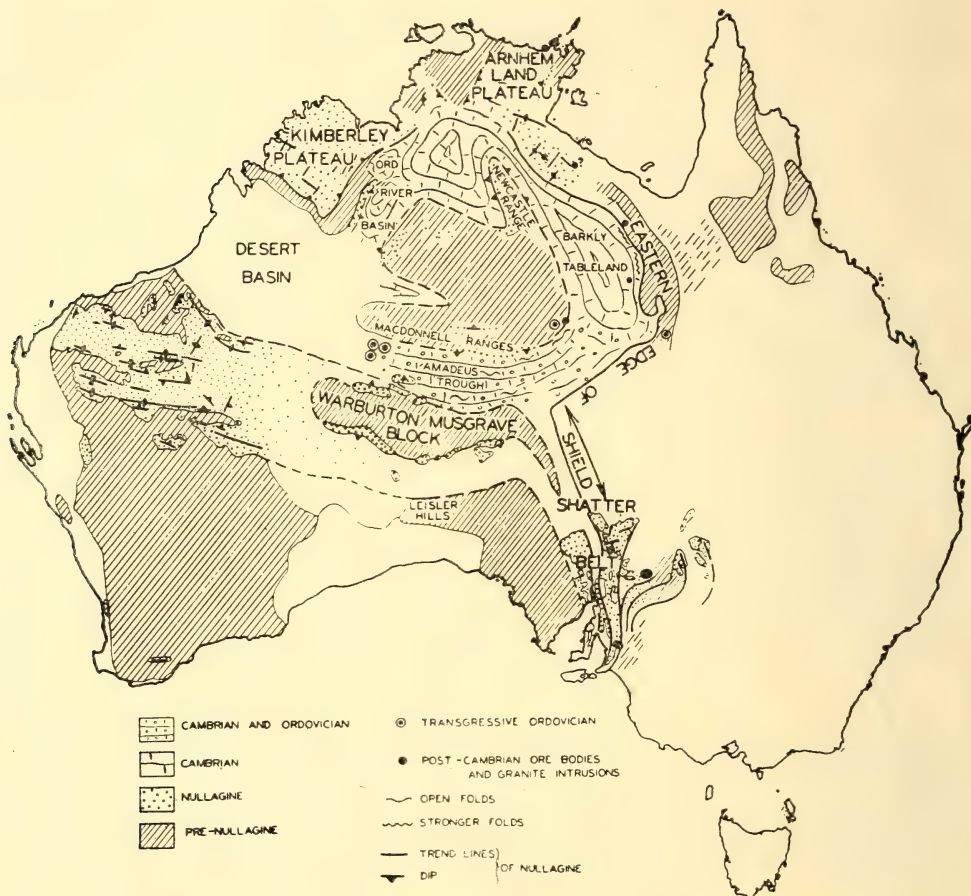 ARNHEM
LAND
PLATEAU
KIMBERLEY
PLATEAU
ORD
RIVER
BASIN
NEWCASTLE
RANGE
BARKLY
TABLELAND
EASTERN
EDGE
OF
SHIELD
DESERT
BASIN
MACDONNELL RANGES
AMADEUS
TROUGH
WARBURTON MUSGRAVE
BLOCK
LEISLER
HILLS
SHATTER
BELT
CAMBRIAN AND ORDOVICIAN
CAMBRIAN
NULLAGINE
PRE-NULLAGINE
TRANSGRESSIVE ORDOVICIAN
POST-CAMBRIAN ORE BODIES
AND GRANITE INTRUSIONS
OPEN FOLDS
STRONGER FOLDS
TREND LINES
DIP
OF NULLAGINE